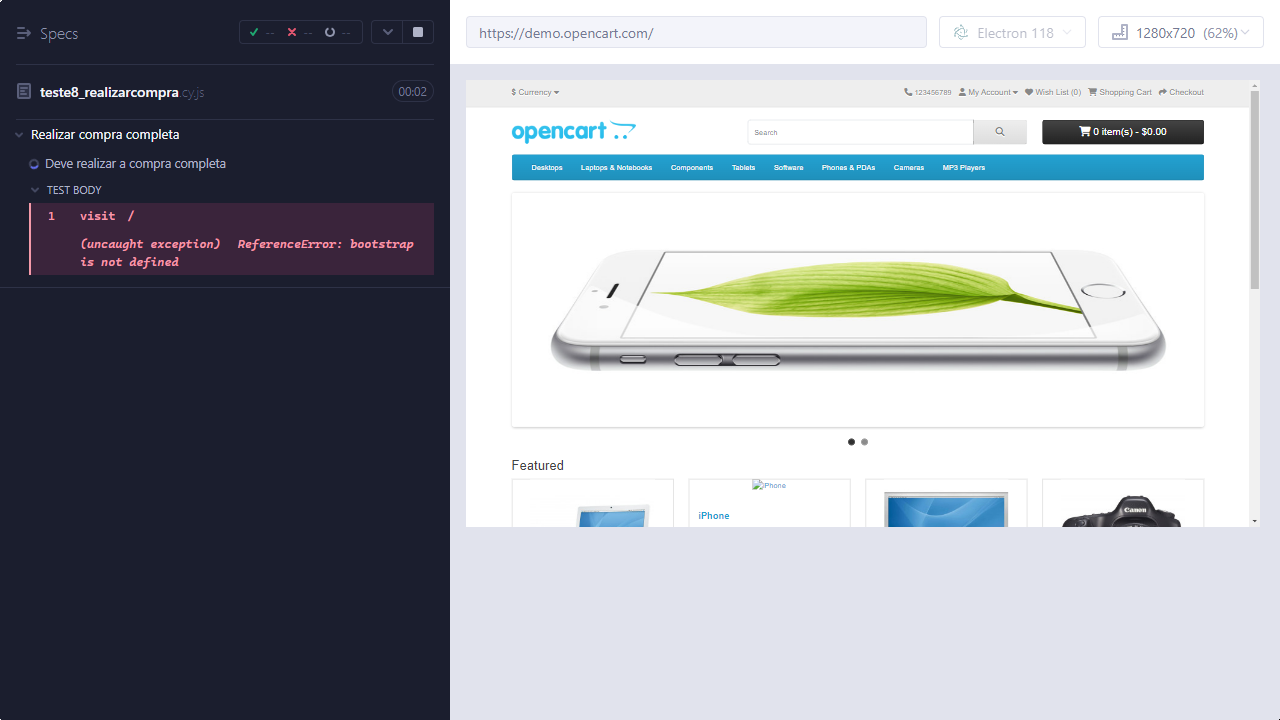 Specs
-- -- --
teste8_realizarcompra.cy.js 00:02
Realizar compra completa
Deve realizar a compra completa
TEST BODY
1 visit /
(uncaught exception) ReferenceError: bootstrap
is not defined
https://demo.opencart.com/
Electron 118
1280x720 (62%)
$ Currency 123456789 My Account Wish List (0) Shopping Cart Checkout
opencart Search 0 item(s) - $0.00
Desktops Laptops & Notebooks Components Tablets Software Phones & PDAs Cameras MP3 Players
Featured
iPhone
Canon
iPhone